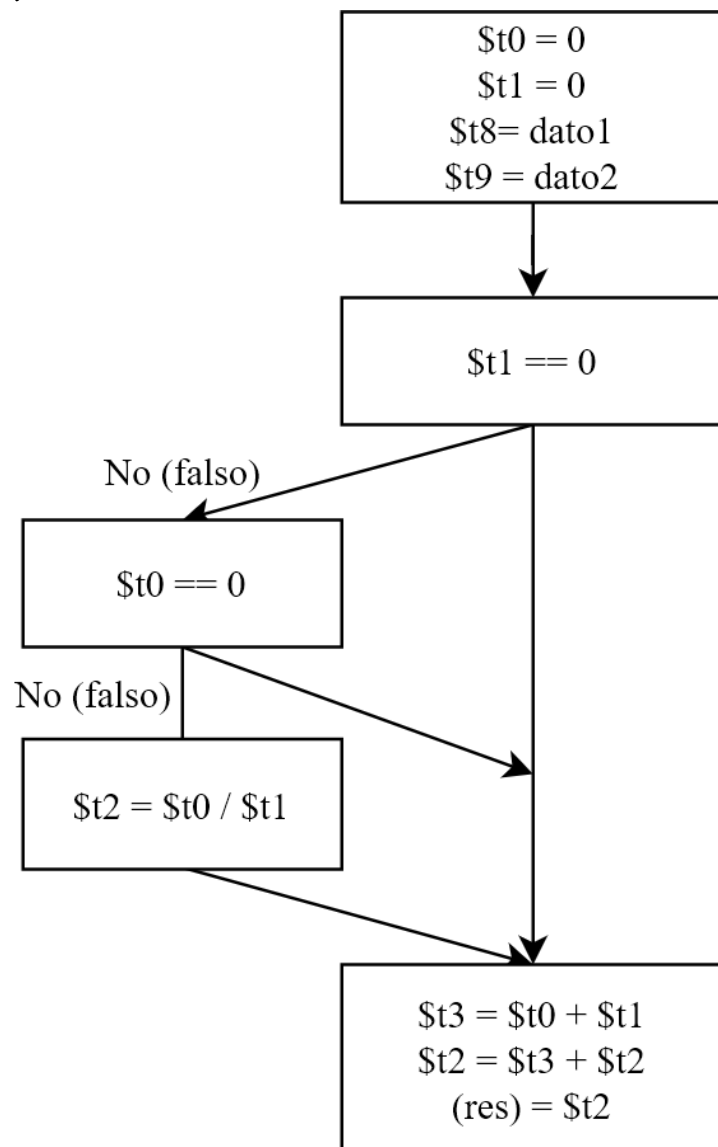 $t0 = 0
$t1 = 0
$t8= dato1
$t9 = dato2
$t1 == 0
No (falso)
$t0 == 0
No (falso)
$t2 = $t0 / $t1
$t3 = $t0 + $t1
$t2 = $t3 + $t2
(res) = $t2